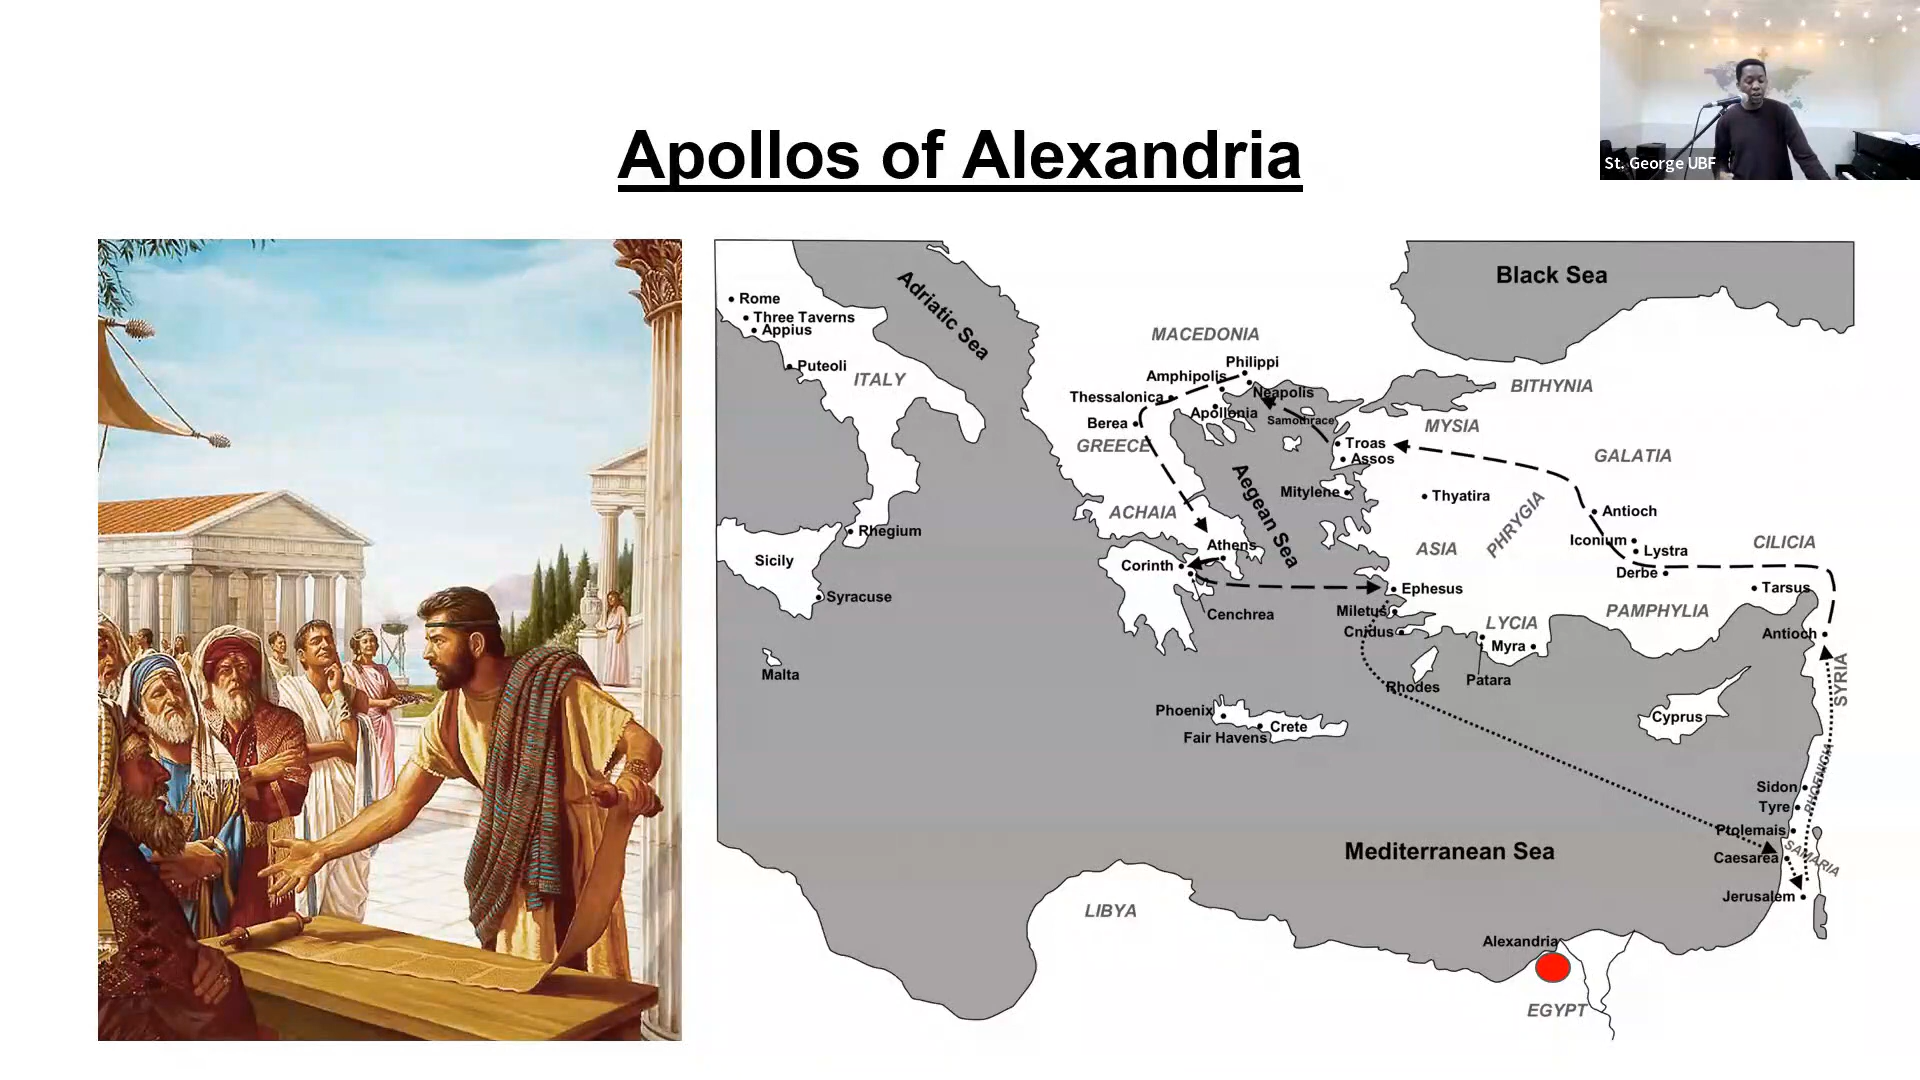 Apollos of Alexandria
St. George UBF
Black Sea
Adriatic Sea
Rome
Three Taverns
Appius
MACEDONIA
Philippi
Puteoli
ITALY
Amphipolis
BITHYNIA
Thessalonica
Neapolis
Apollonia
Samothrace
Berea
MYSIA
GREECE
Troas
Assos
GALATIA
Aegean Sea
Mitylene
Thyatira
PHRYGIA
ACHAIA
Antioch
Rhegium
Iconium
Lystra
CILICIA
Athens
ASIA
Sicily
Corinth
Derbe
Tarsus
Ephesus
Syracuse
Cenchrea
Miletus
PAMPHYLIA
LYCIA
Cnidus
Myra
Antioch
SYRIA
Malta
Rhodes
Patara
Phoenix
Crete
Cyprus
Fair Havens
PHOENICIA
Sidon
Tyre
Ptolemais
Mediterranean Sea
Caesarea
SAMARIA
Jerusalem
LIBYA
Alexandria
EGYPT